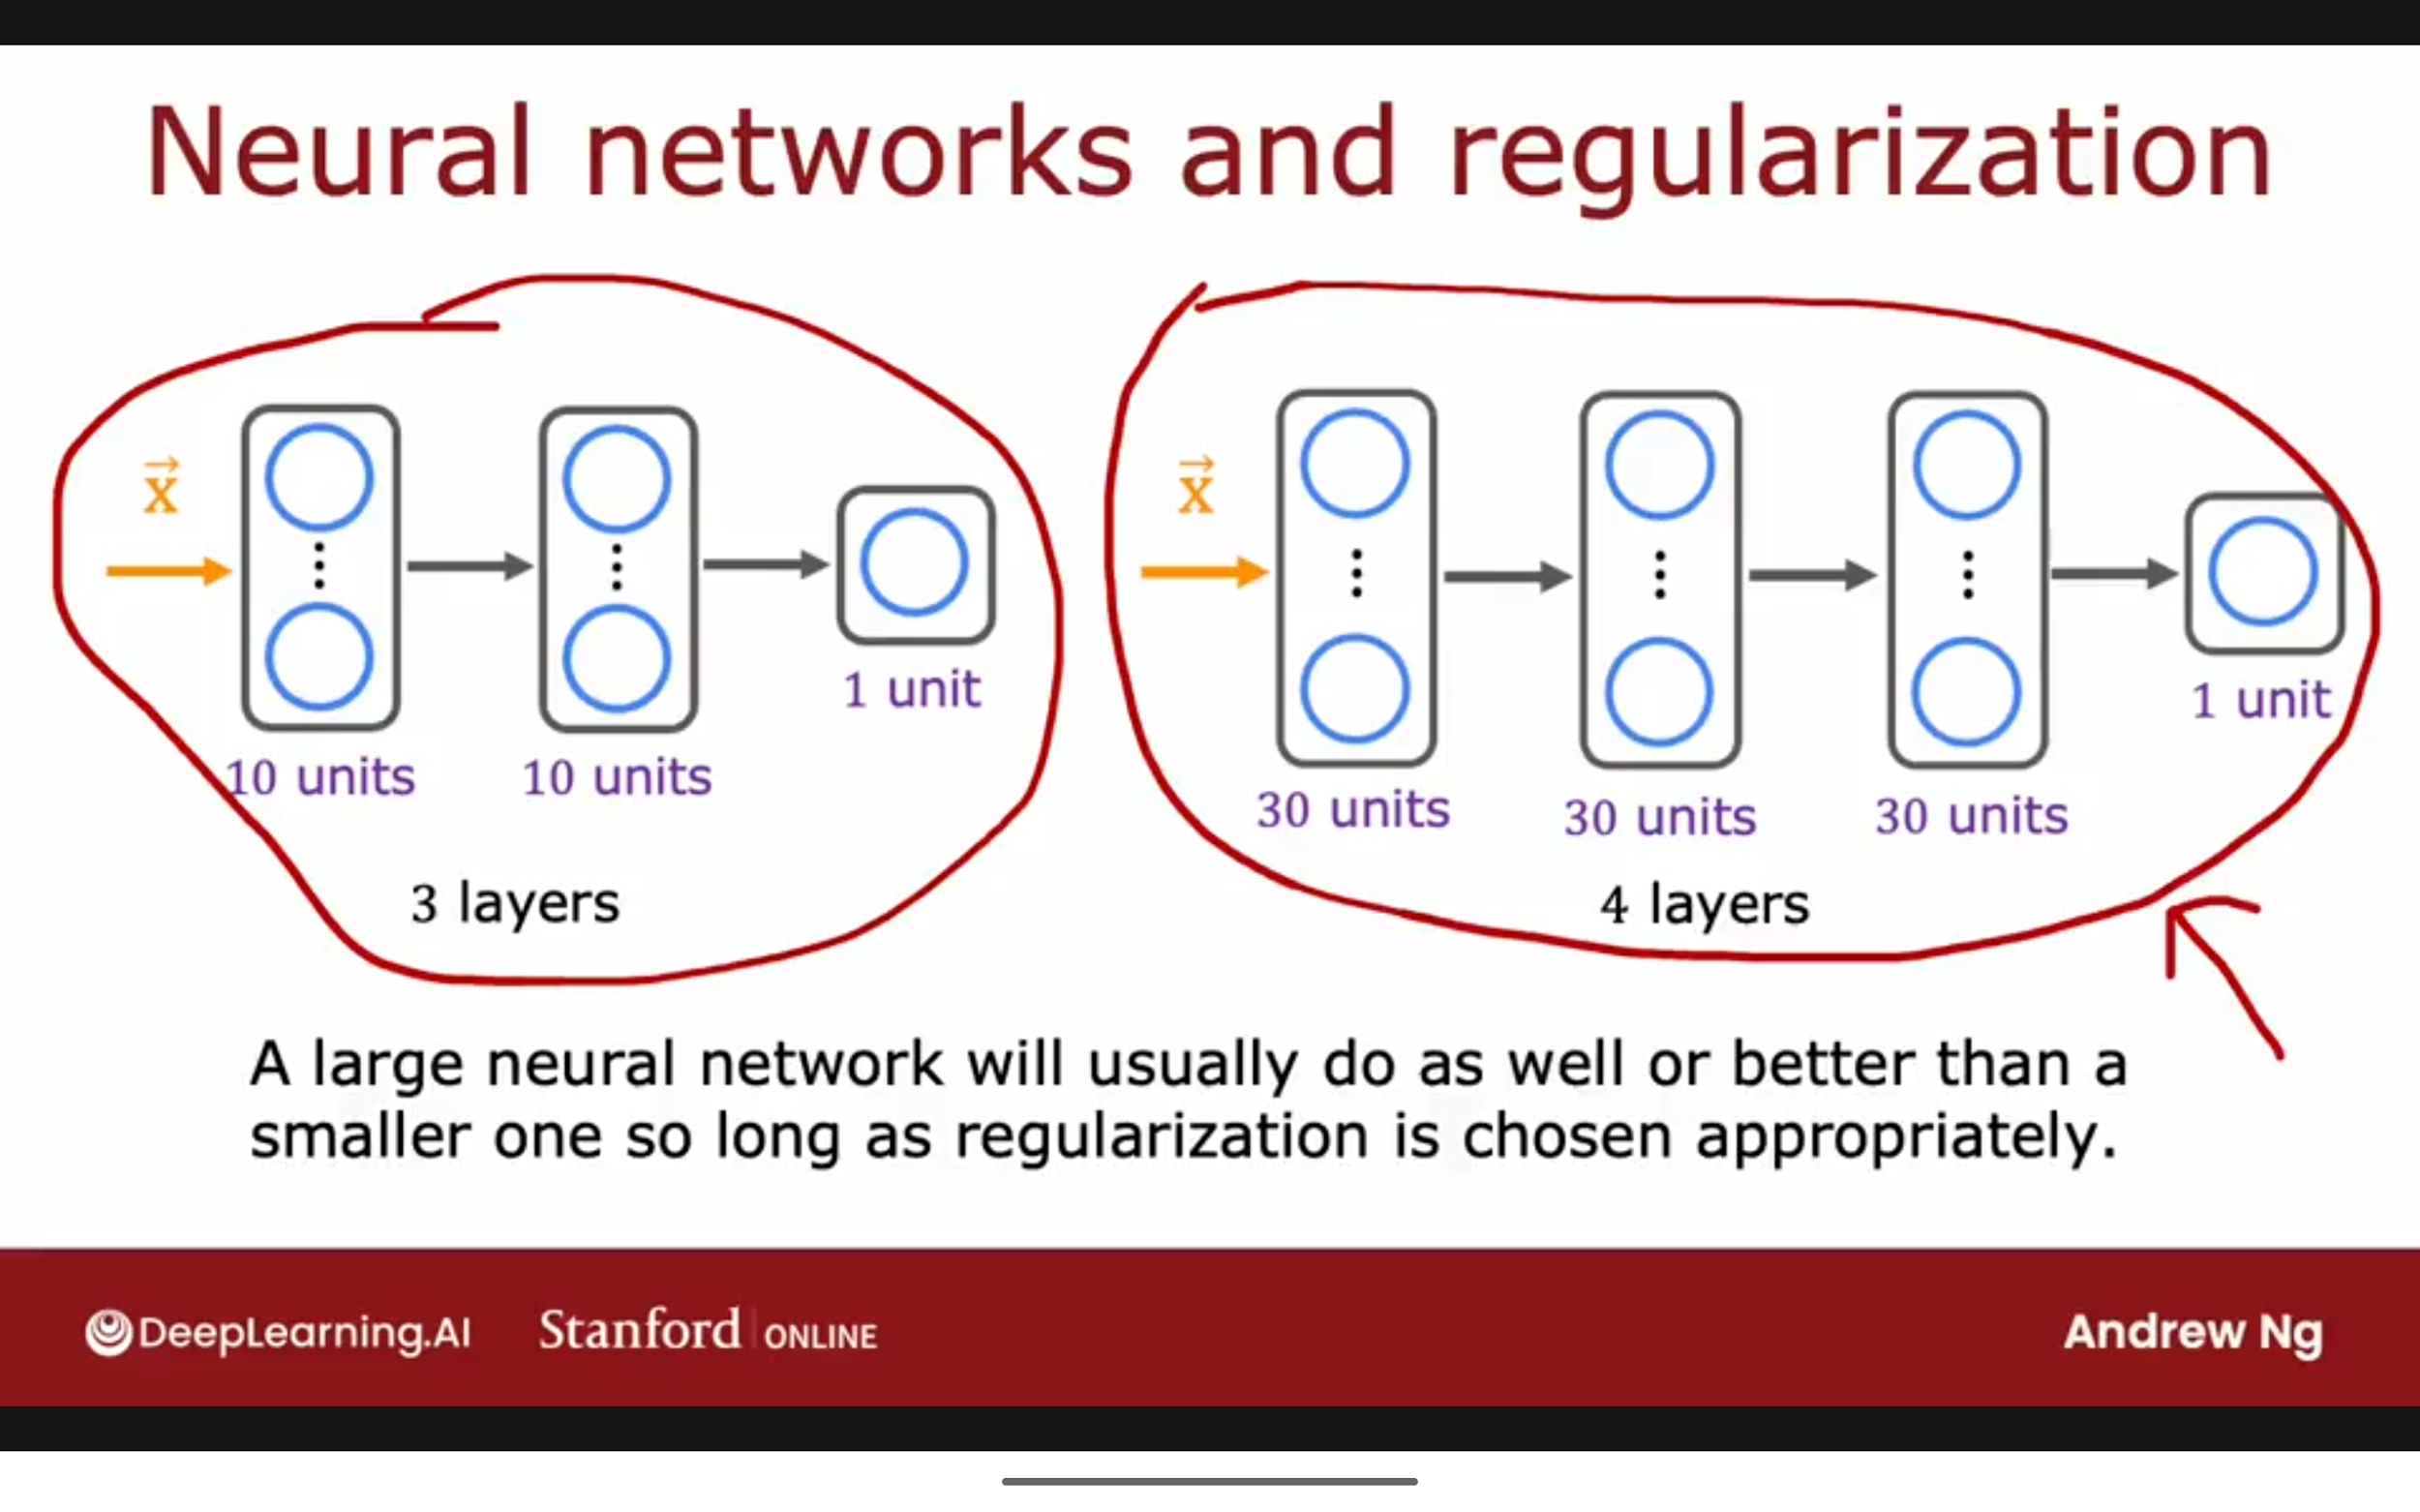 Neural networks and regularization
x
10 units
10 units
1 unit
3 layers
x
30 units
30 units
30 units
1 unit
4 layers
A large neural network will usually do as well or better than a
smaller one so long as regularization is chosen appropriately.
DeepLearning.AI
Stanford | ONLINE
Andrew Ng